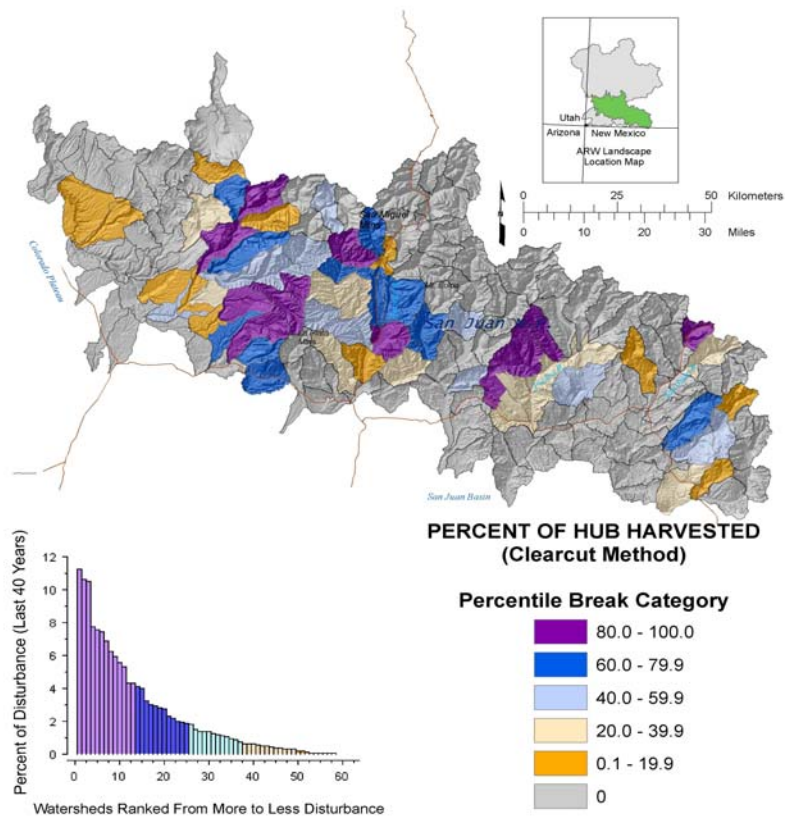 Utah
Arizona
New Mexico
ARW Landscape
Location Map
0
25
50
Kilometers
0
10
20
30
Miles
N
San Miguel
Colorado Plateau
San Juan
San Juan Basin
PERCENT OF HUB HARVESTED
(Clearcut Method)
Percentile Break Category
80.0 - 100.0
60.0 - 79.9
40.0 - 59.9
20.0 - 39.9
0.1 - 19.9
0
Percent of Disturbance (Last 40 Years)
12
10
8
6
4
2
0
0
10
20
30
40
50
60
Watersheds Ranked From More to Less Disturbance